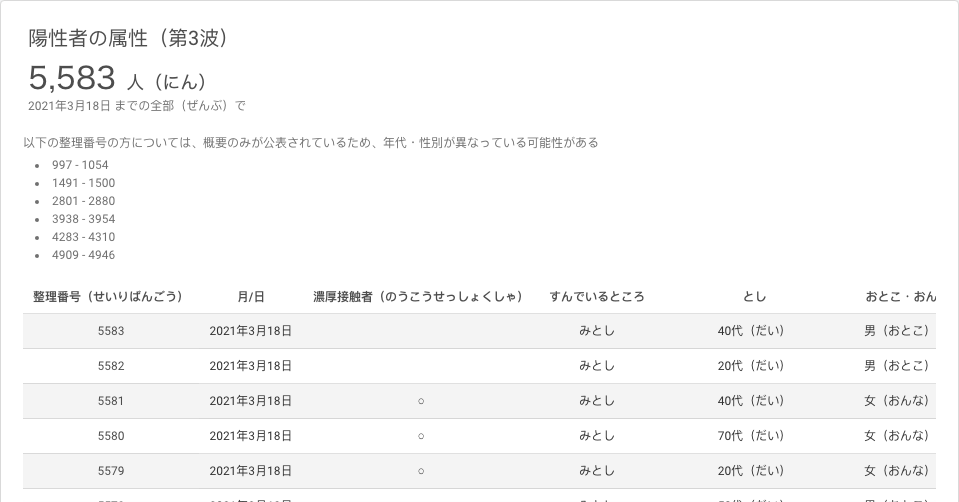 陽性者の属性（第3波）
5,583 人（にん）
2021年3月18日 までの全部（ぜんぶ）で
以下の整理番号の方については、概要のみが公表されているため、年代・性別が異なっている可能性がある
• 997 - 1054
• 1491 - 1500
• 2801 - 2880
• 3938 - 3954
• 4283 - 4310
• 4909 - 4946
整理番号（せいりばんごう） 月/日 濃厚接触者（のうこうせっしょくしゃ） すんでいるところ とし おとこ・おん
5583 2021年3月18日 みとし 40代（だい） 男（おとこ）
5582 2021年3月18日 みとし 20代（だい） 男（おとこ）
5581 2021年3月18日 ○ みとし 40代（だい） 女（おんな）
5580 2021年3月18日 ○ みとし 70代（だい） 女（おんな）
5579 2021年3月18日 ○ みとし 20代（だい） 女（おんな）